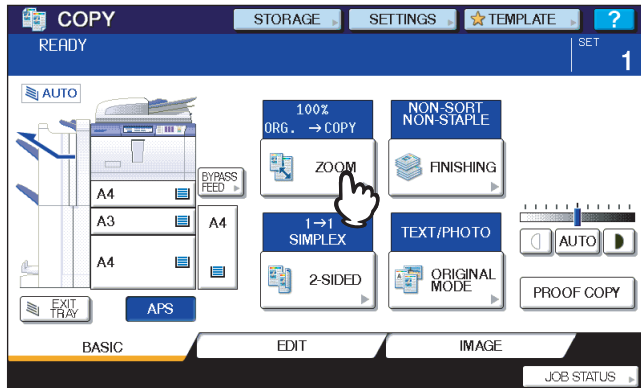 COPY
STORAGE
SETTINGS
TEMPLATE
?
READY
SET
1
AUTO
100%
ORG. →COPY
ZOOM
NON-SORT
NON-STAPLE
FINISHING
BYPASS
FEED
A4
A3
A4
A4
1→1
SIMPLEX
2-SIDED
TEXT/PHOTO
ORIGINAL
MODE
AUTO
PROOF COPY
EXIT
TRAY
APS
BASIC
EDIT
IMAGE
JOB STATUS